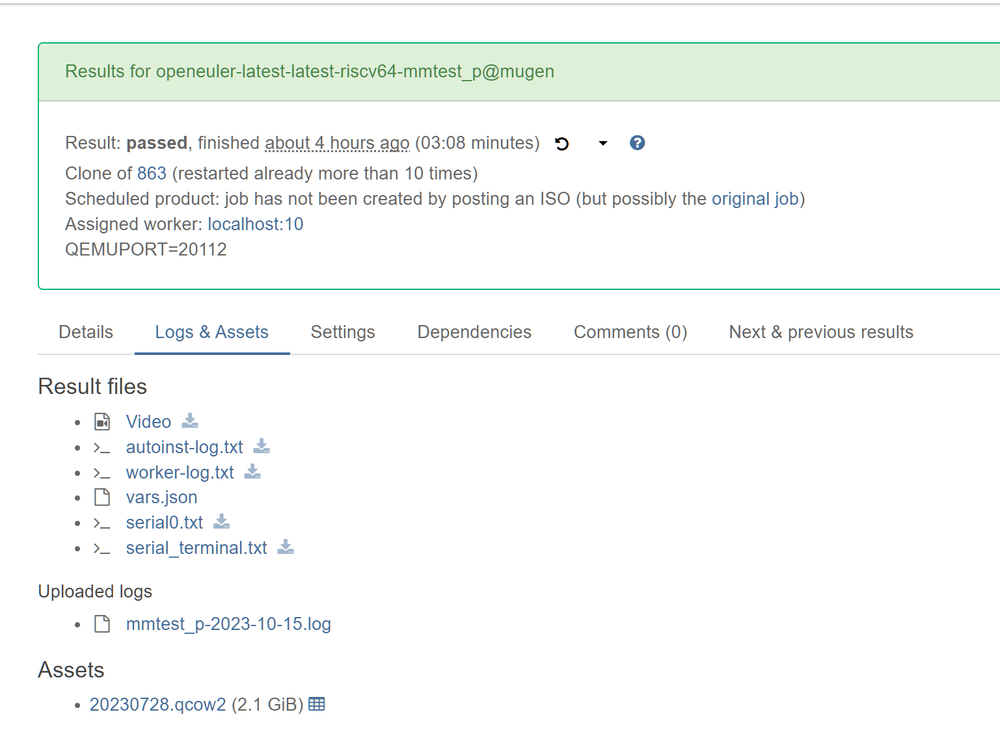 Results for openeuler-latest-latest-riscv64-mmtest_p@mugen
Result: passed, finished about 4 hours ago (03:08 minutes)
Clone of 863 (restarted already more than 10 times)
Scheduled product: job has not been created by posting an ISO (but possibly the original job)
Assigned worker: localhost:10
QEMUPORT=20112
Details Logs & Assets Settings Dependencies Comments (0) Next & previous results
Result files
Video
autoinst-log.txt
worker-log.txt
vars.json
serial0.txt
serial_terminal.txt
Uploaded logs
mmtest_p-2023-10-15.log
Assets
20230728.qcow2 (2.1 GiB)